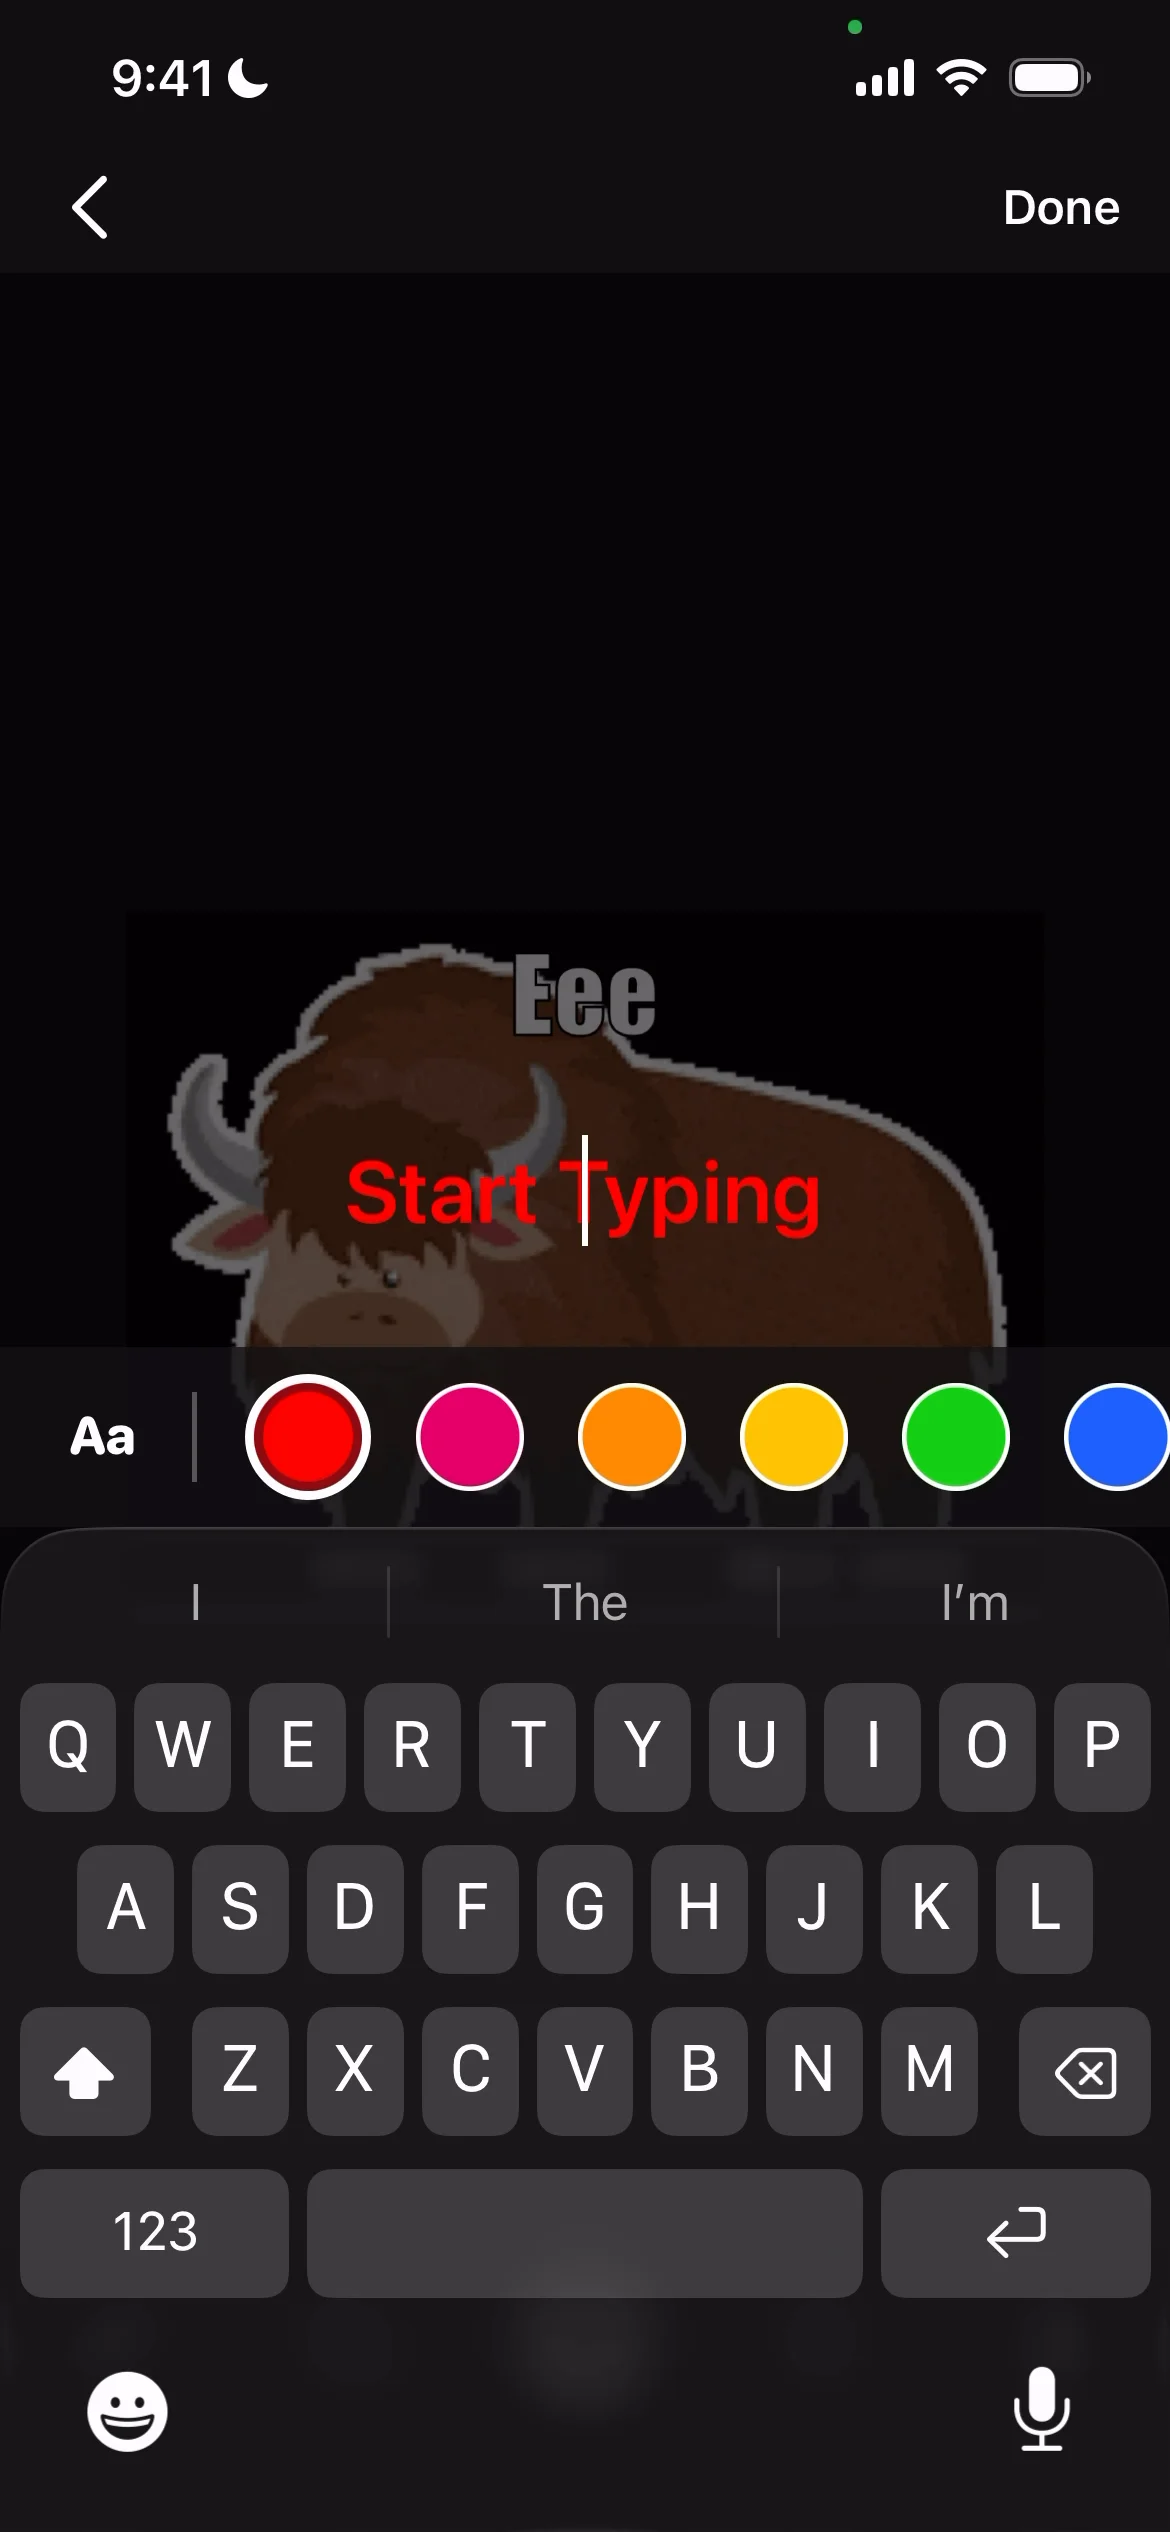 9:41
Done
Eee
Start Typing
Aa
I The I'm
Q W E R T Y U I O P
A S D F G H J K L
Z X C V B N M
123